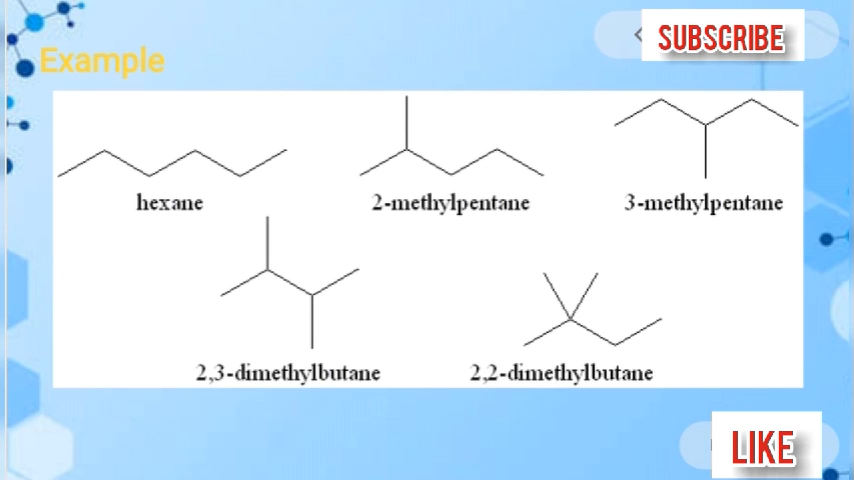 SUBSCRIBE
Example
hexane
2-methylpentane
3-methylpentane
2,3-dimethylbutane
2,2-dimethylbutane
LIKE